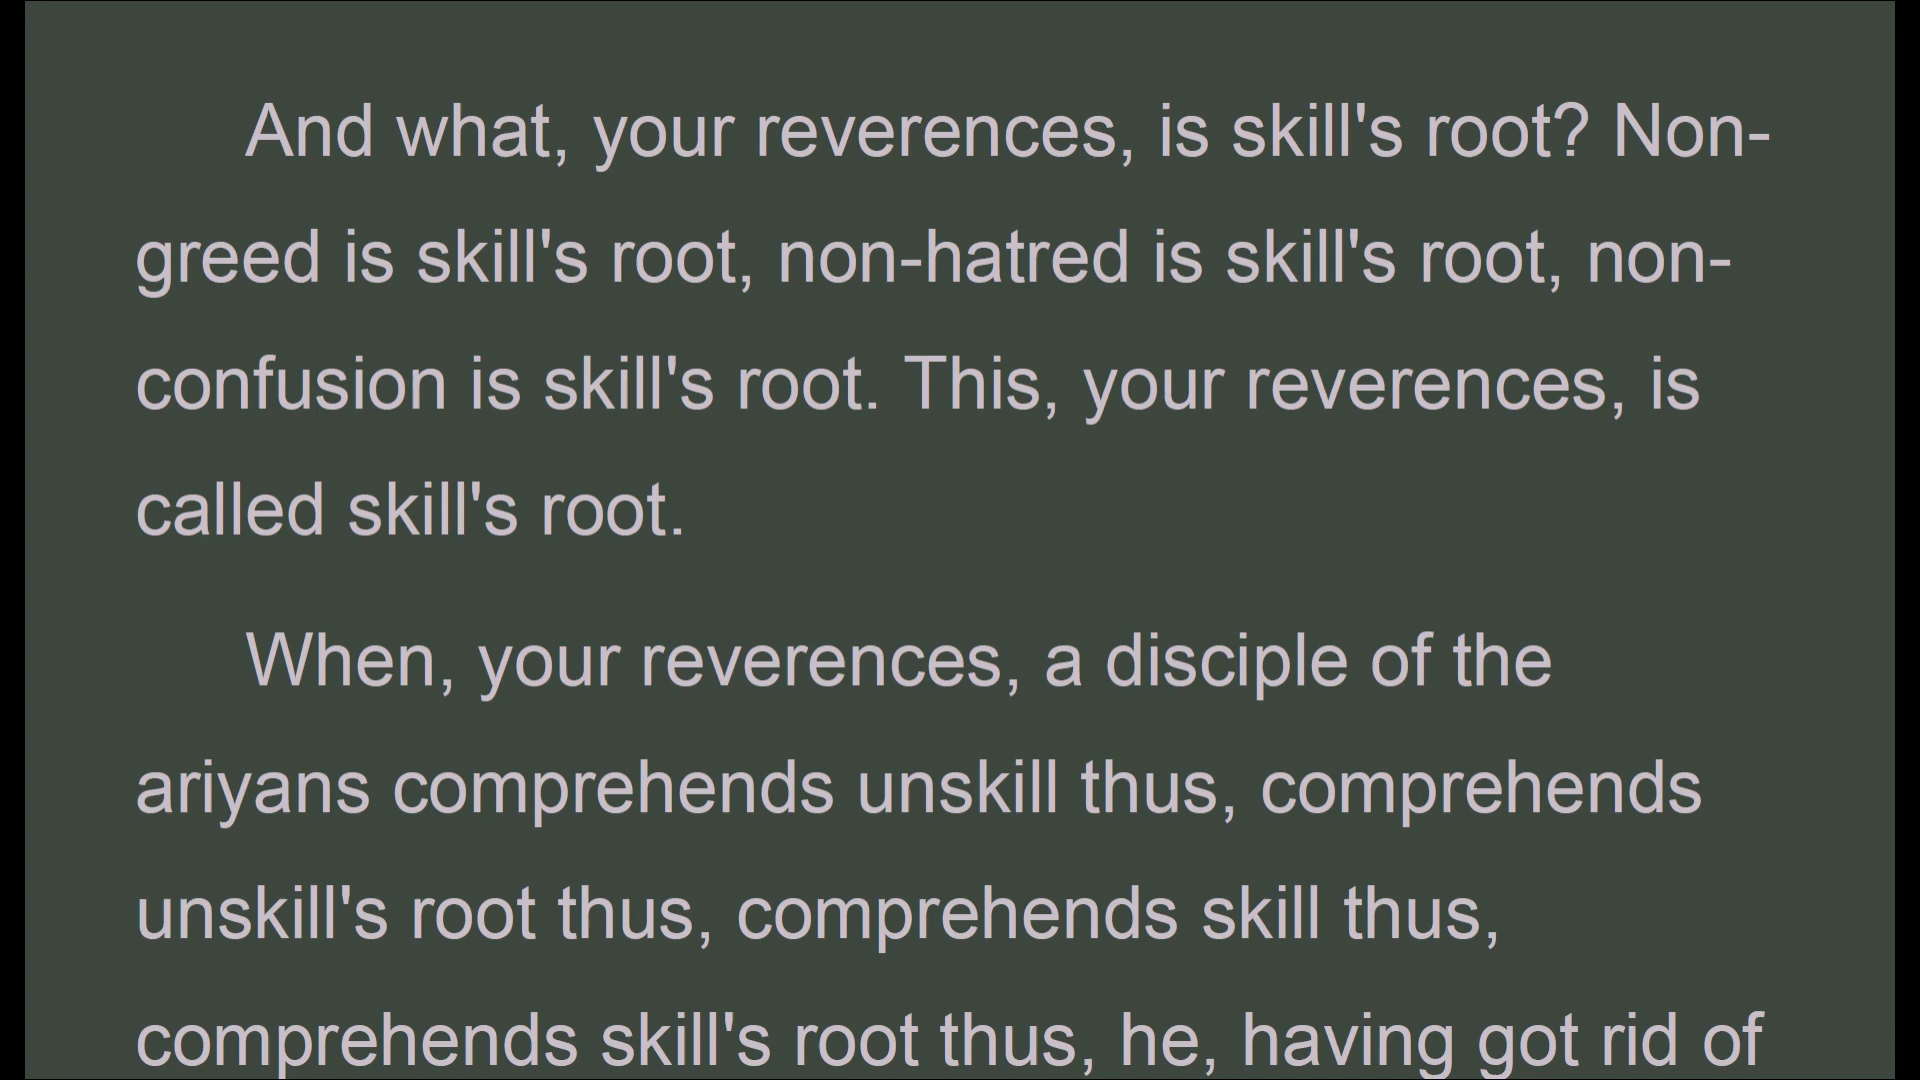 And what, your reverences, is skill's root? Non-
greed is skill's root, non-hatred is skill's root, non-
confusion is skill's root. This, your reverences, is
called skill's root.
When, your reverences, a disciple of the
ariyans comprehends unskill thus, comprehends
unskill's root thus, comprehends skill thus,
comprehends skill's root thus, he, having got rid of